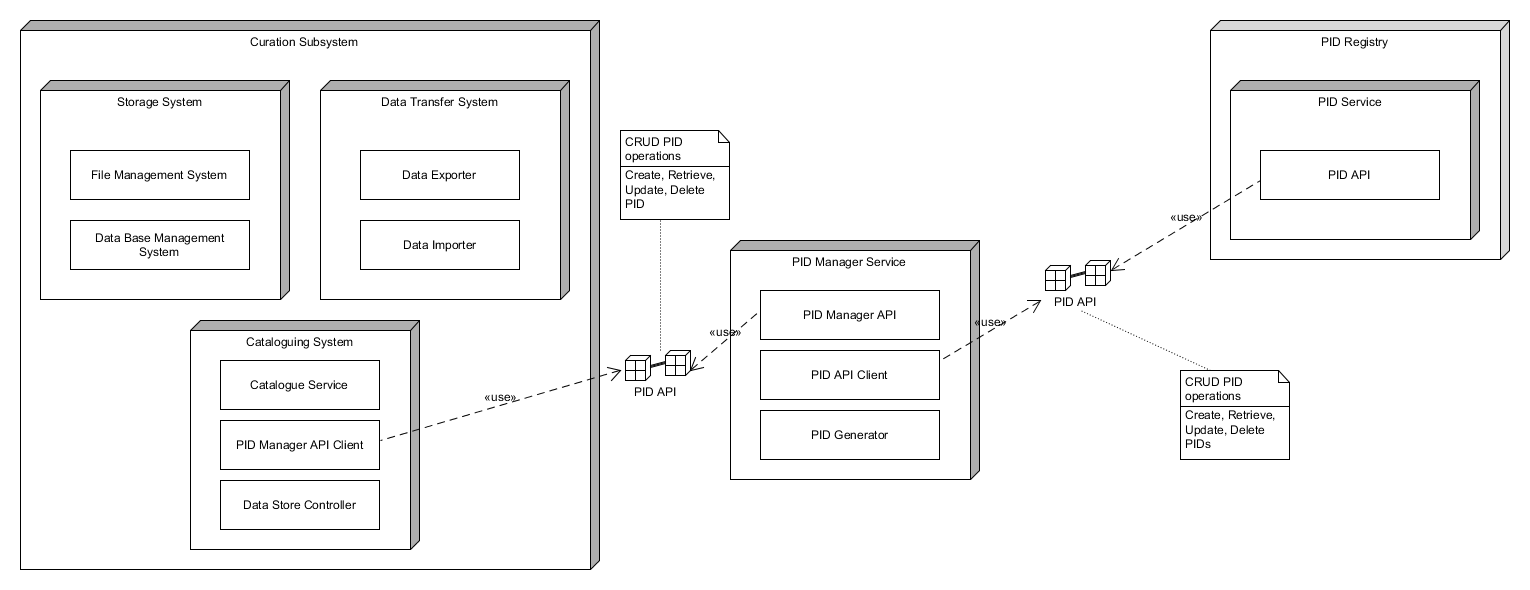 Curation Subsystem
Storage System
File Management System
Data Base Management
System
Data Transfer System
Data Exporter
Data Importer
Cataloguing System
Catalogue Service
PID Manager API Client
Data Store Controller
«use»
CRUD PID
operations
Create, Retrieve,
Update, Delete
PID
PID API
«use»
PID Manager Service
PID Manager API
PID API Client
PID Generator
«use»
PID API
«use»
PID Registry
PID Service
PID API
CRUD PID
operations
Create, Retrieve,
Update, Delete
PIDs